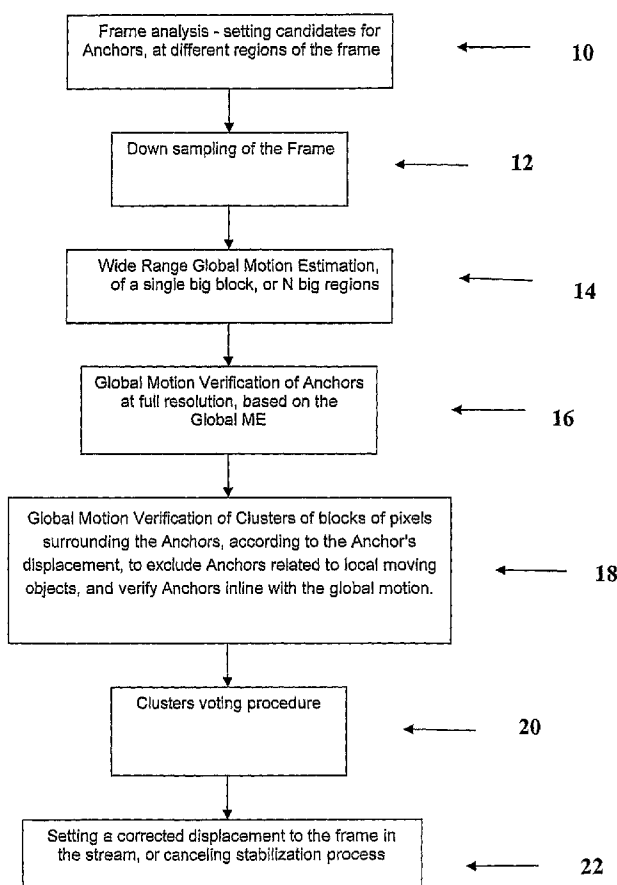 Frame analysis - setting candidates for
Anchors, at different regions of the frame
10
Down sampling of the Frame
12
Wide Range Global Motion Estimation,
of a single big block, or N big regions
14
Global Motion Verification of Anchors
at full resolution, based on the
Global ME
16
Global Motion Verification of Clusters of blocks of pixels
surrounding the Anchors, according to the Anchor's
displacement, to exclude Anchors related to local moving
objects, and verify Anchors inline with the global motion.
18
Clusters voting procedure
20
Setting a corrected displacement to the frame in
the stream, or canceling stabilization process
22